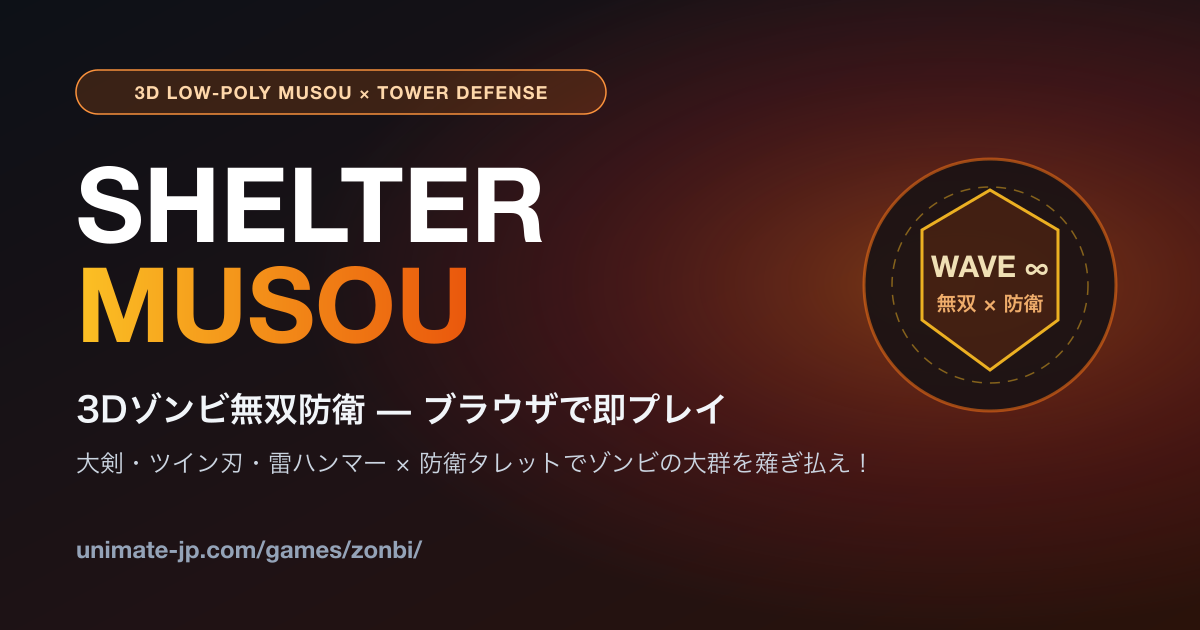 3D LOW-POLY MUSOU × TOWER DEFENSE
SHELTER
MUSOU
3Dゾンビ無双防衛 — ブラウザで即プレイ
大剣・ツイン刃・雷ハンマー × 防衛タレットでゾンビの大群を薙ぎ払え！
unimate-jp.com/games/zonbi/
WAVE ∞
無双 × 防衛